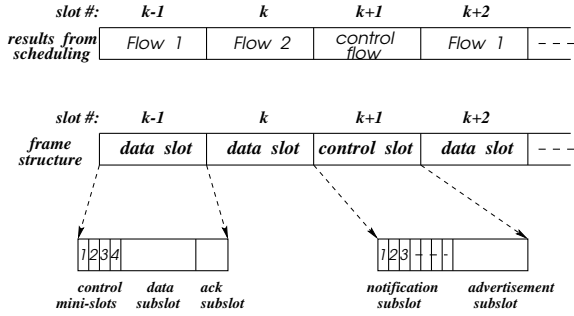 slot #: k-1 k k+1 k+2
results from scheduling Flow 1 Flow 2 control flow Flow 1 - - -
slot #: k-1 k k+1 k+2
frame structure data slot data slot control slot data slot - - -
1 2 3 4 1 2 3 - - -
control mini-slots data subslot ack subslot notification subslot advertisement subslot